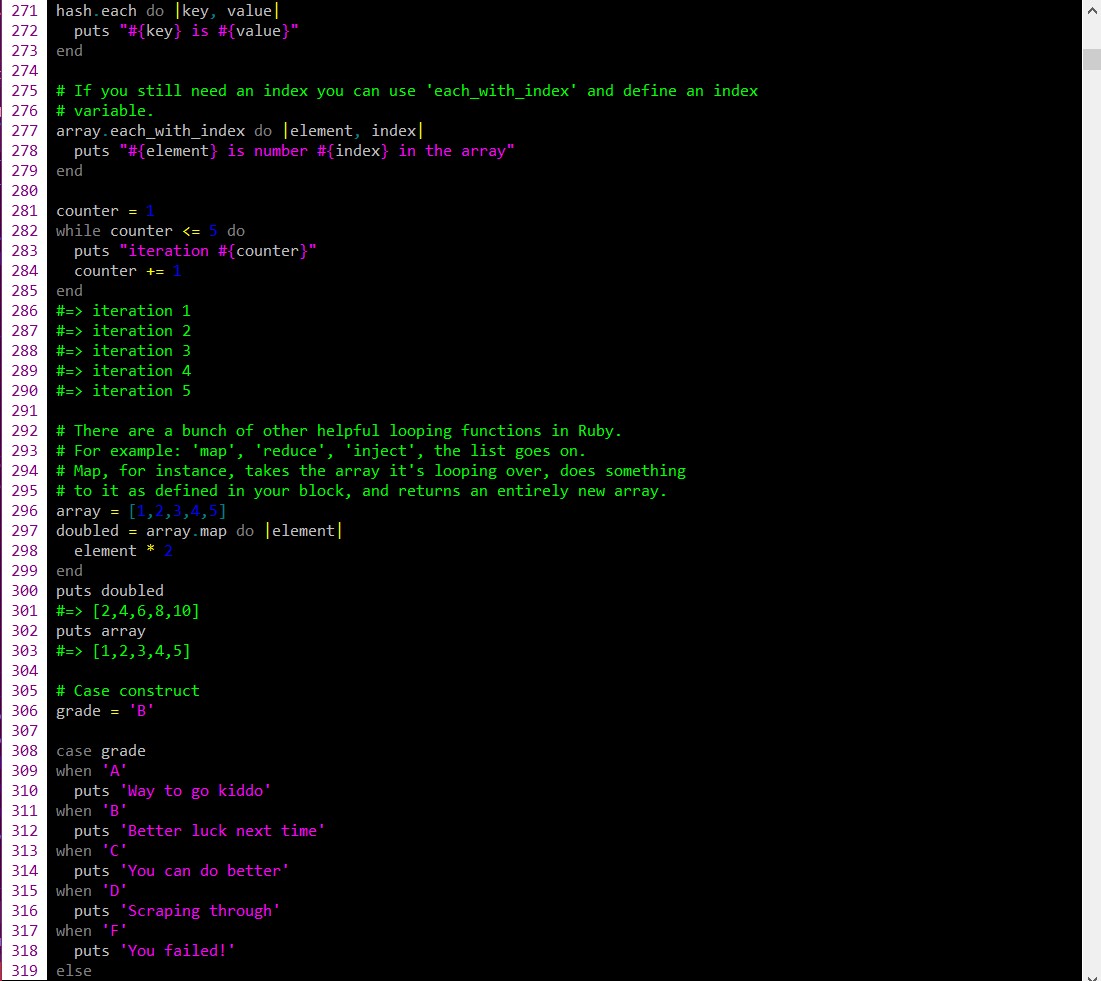 271 hash.each do |key, value|
272   puts "#{key} is #{value}"
273 end
274
275 # If you still need an index you can use 'each_with_index' and define an index
276 # variable.
277 array.each_with_index do |element, index|
278   puts "#{element} is number #{index} in the array"
279 end
280
281 counter = 1
282 while counter <= 5 do
283   puts "iteration #{counter}"
284   counter += 1
285 end
286 #=> iteration 1
287 #=> iteration 2
288 #=> iteration 3
289 #=> iteration 4
290 #=> iteration 5
291
292 # There are a bunch of other helpful looping functions in Ruby.
293 # For example: 'map', 'reduce', 'inject', the list goes on.
294 # Map, for instance, takes the array it's looping over, does something
295 # to it as defined in your block, and returns an entirely new array.
296 array = [1,2,3,4,5]
297 doubled = array.map do |element|
298   element * 2
299 end
300 puts doubled
301 #=> [2,4,6,8,10]
302 puts array
303 #=> [1,2,3,4,5]
304
305 # Case construct
306 grade = 'B'
307
308 case grade
309 when 'A'
310   puts 'Way to go kiddo'
311 when 'B'
312   puts 'Better luck next time'
313 when 'C'
314   puts 'You can do better'
315 when 'D'
316   puts 'Scraping through'
317 when 'F'
318   puts 'You failed!'
319 else